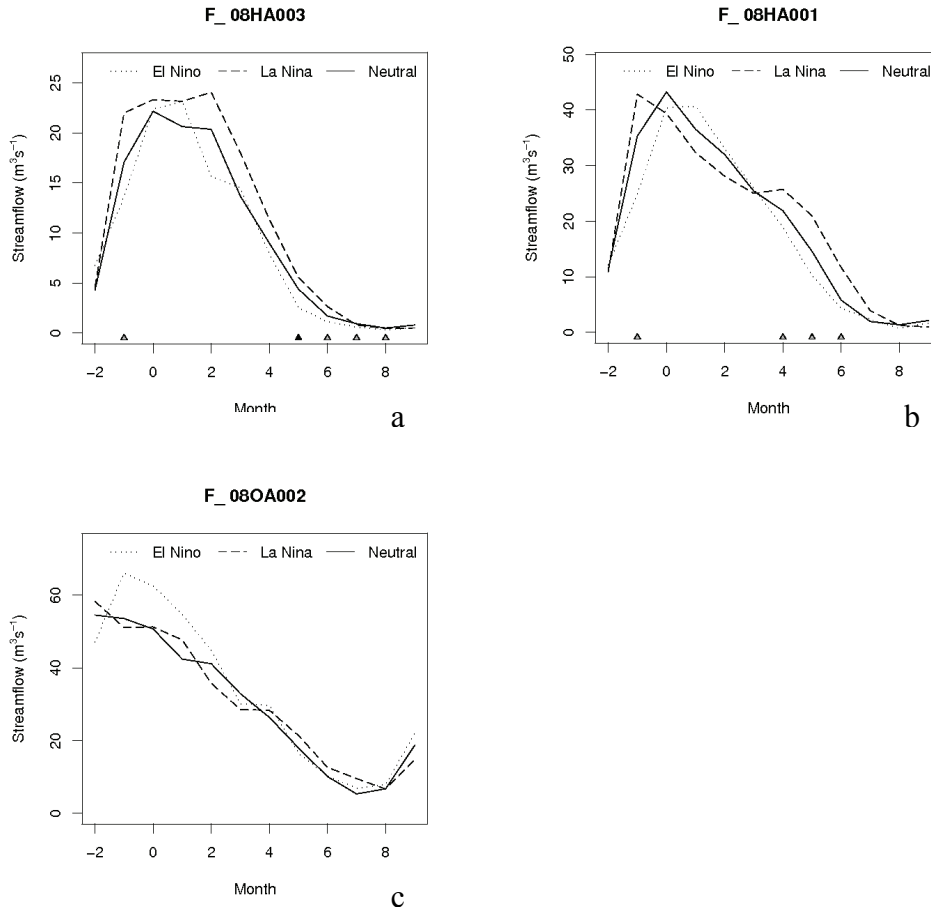 F_ 08HA003
El Nino La Nina Neutral
Streamflow (m³s⁻¹)
25
20
15
10
5
0
−2 0 2 4 6 8
Month
a
F_ 08HA001
El Nino La Nina Neutral
Streamflow (m³s⁻¹)
50
40
30
20
10
0
−2 0 2 4 6 8
Month
b
F_ 08OA002
El Nino La Nina Neutral
Streamflow (m³s⁻¹)
60
40
20
0
−2 0 2 4 6 8
Month
c